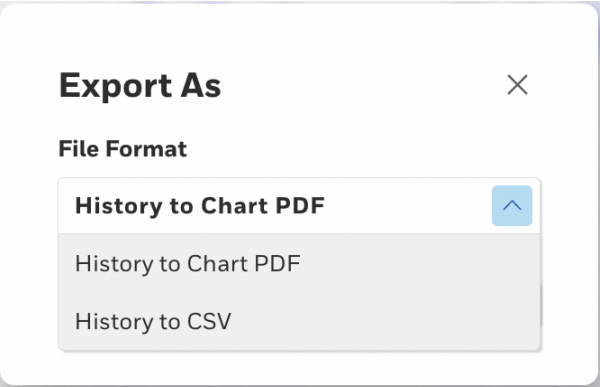 Export As
File Format
History to Chart PDF
History to Chart PDF
History to CSV